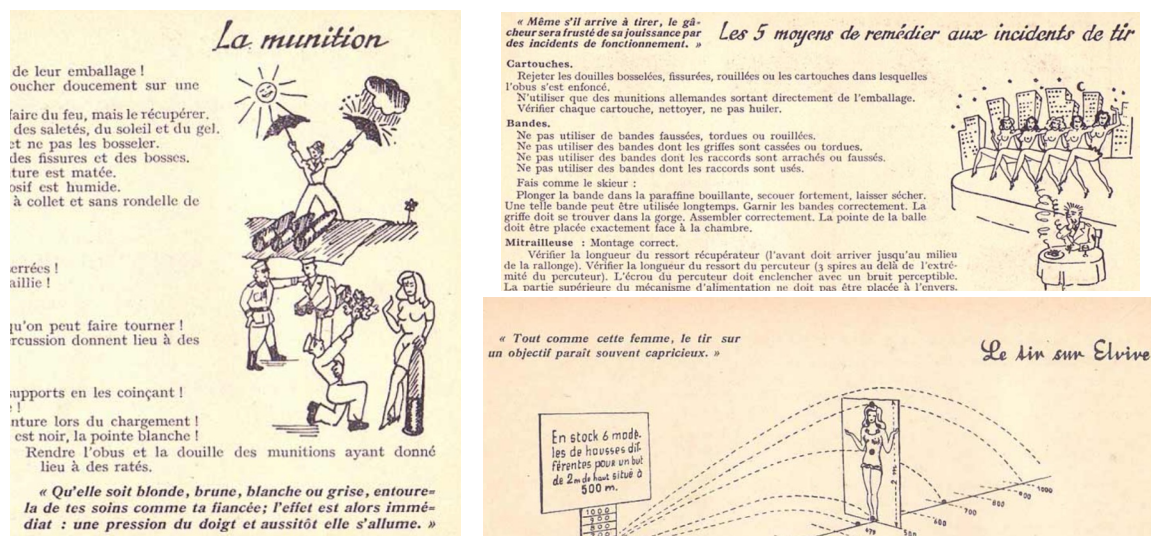 La munition
de leur emballage !
oucher doucement sur une
faire du feu, mais le récupérer.
des saletés, du soleil et du gel.
et ne pas les bosseler.
des fissures et des bosses.
ture est matée.
osif est humide.
à collet et sans rondelle de
errées !
aillie !
qu'on peut faire tourner !
rcussion donnent lieu à des
supports en les coinçant !
e !
nture lors du chargement !
est noir, la pointe blanche !
Rendre l'obus et la douille des munitions ayant donné
lieu à des ratés.
« Qu'elle soit blonde, brune, blanche ou grise, entoure=
la de tes soins comme ta fiancée; l'effet est alors immé=
diat : une pression du doigt et aussitôt elle s'allume. »
« Même s'il arrive à tirer, le gâ-
cheur sera frusté de sa jouissance par
des incidents de fonctionnement. »
Les 5 moyens de remédier aux incidents de tir
Cartouches.
Rejeter les douilles bosselées, fissurées, rouillées ou les cartouches dans lesquelles
l'obus s'est enfoncé.
N'utiliser que des munitions allemandes sortant directement de l'emballage.
Vérifier chaque cartouche, nettoyer, ne pas huiler.
Bandes.
Ne pas utiliser de bandes faussées, tordues ou rouillées.
Ne pas utiliser des bandes dont les griffes sont cassées ou tordues.
Ne pas utiliser des bandes dont les raccords sont arrachés ou faussés.
Ne pas utiliser des bandes dont les raccords sont usés.
Fais comme le skieur :
Plonger la bande dans la paraffine bouillante, secouer fortement, laisser sécher.
Une telle bande peut être utilisée longtemps. Garnir les bandes correctement. La
griffe doit se trouver dans la gorge. Assembler correctement. La pointe de la balle
doit être placée exactement face à la chambre.
Mitrailleuse : Montage correct.
Vérifier la longueur du ressort récupérateur (l'avant doit arriver jusqu'au milieu
de la rallonge). Vérifier la longueur du ressort du percuteur (3 spires au delà de l'extré-
mité du percuteur). L'écrou du percuteur doit enclencher avec un bruit perceptible.
La partie supérieure du mécanisme d'alimentation ne doit pas être placée à l'envers.
« Tout comme cette femme, le tir sur
un objectif paraît souvent capricieux. »
Le tir sur Elvire
En stock 6 modè.
les de housses dif.
férentes pour un but
de 2m de haut situé à
500 m.
1000
900
800
2 m
479
500
600
700
800
900
1000